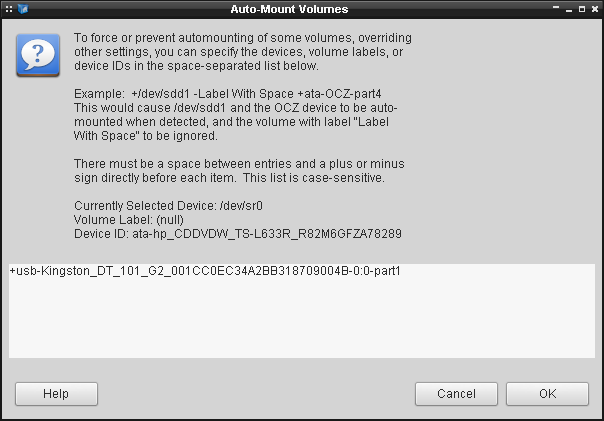 Auto-Mount Volumes
To force or prevent automounting of some volumes, overriding
other settings, you can specify the devices, volume labels, or
device IDs in the space-separated list below.
Example:  +/dev/sdd1 -Label With Space +ata-OCZ-part4
This would cause /dev/sdd1 and the OCZ device to be auto-
mounted when detected, and the volume with label "Label
With Space" to be ignored.
There must be a space between entries and a plus or minus
sign directly before each item.  This list is case-sensitive.
Currently Selected Device: /dev/sr0
Volume Label: (null)
Device ID: ata-hp_CDDVDW_TS-L633R_R82M6GFZA78289
+usb-Kingston_DT_101_G2_001CC0EC34A2BB318709004B-0:0-part1
Help
Cancel
OK